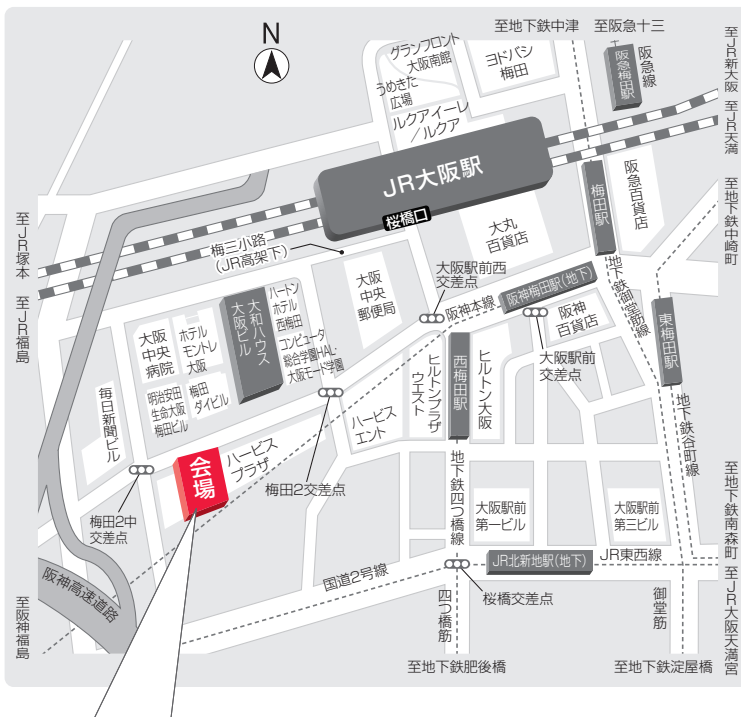 至地下鉄中津
至阪急十三
N
グランフロント
大阪南館
ヨドバシ
梅田
阪急梅田駅
阪急線
至JR新大阪
至JR天満
うめきた
広場
ルクアイーレ
/ルクア
JR大阪駅
桜橋口
梅田駅
阪急百貨店
至地下鉄中崎町
至JR塚本
至JR福島
梅三小路
(JR高架下)
大丸
百貨店
大阪駅前西
交差点
大阪
中央
郵便局
阪神本線
阪神梅田駅(地下)
地下鉄御堂筋線
阪神
百貨店
東梅田駅
大阪駅前
交差点
大和ハウス
大阪ビル
ハートン
ホテル
西梅田
コンピュータ
総合学園HAL・
大阪モード学園
大阪
中央
病院
ホテル
モントレ
大阪
明治安田
生命大阪
梅田ビル
梅田
ダイビル
毎日新聞ビル
ヒルトンプラザ
ウエスト
西梅田駅
ヒルトン大阪
ハービス
エント
地下鉄谷町線
会場
ハービス
プラザ
梅田2交差点
梅田2中
交差点
地下鉄四つ橋線
大阪駅前
第一ビル
大阪駅前
第三ビル
至地下鉄南森町
至JR大阪天満宮
JR北新地駅(地下)
JR東西線
国道2号線
桜橋交差点
阪神高速道路
至阪神福島
四つ橋筋
御堂筋
至地下鉄肥後橋
至地下鉄淀屋橋